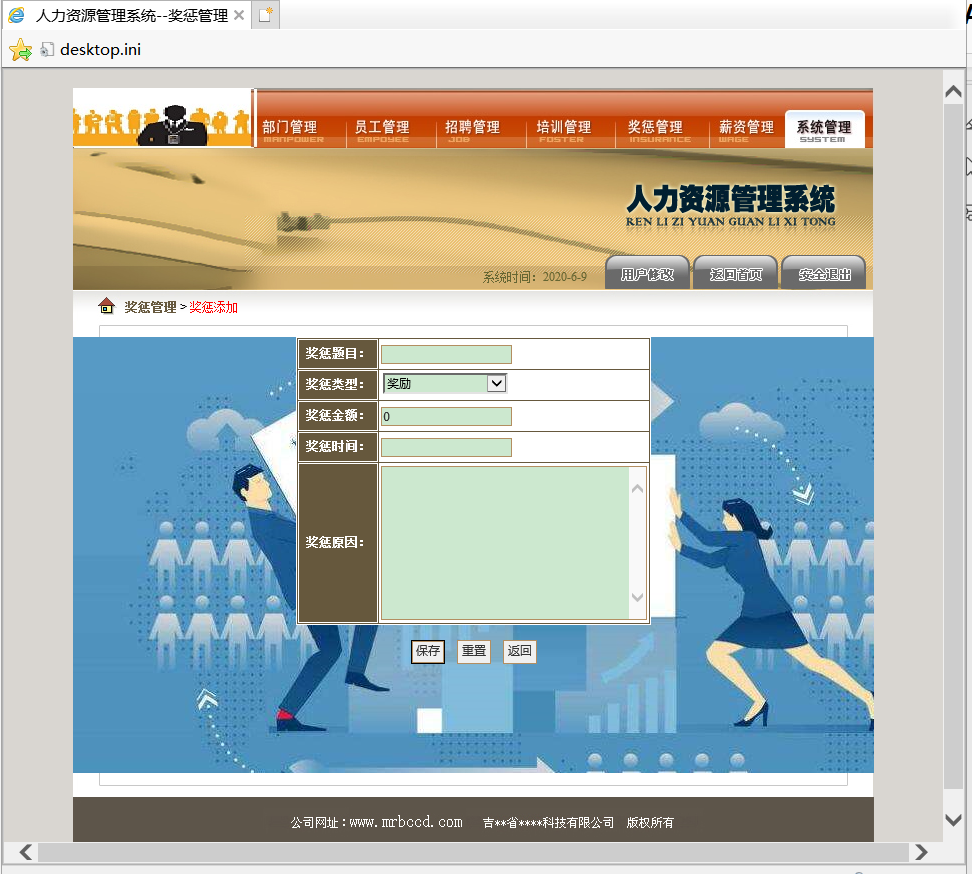 人力资源管理系统--奖惩管理
desktop.ini
部门管理 员工管理 招聘管理 培训管理 奖惩管理 薪资管理 系统管理
MANPOWER EMPOSEE JOB POSTER INSURANCE WAGE SYSTEM
人力资源管理系统
REN LI ZI YUAN GUAN LI XI TONG
系统时间：2020-6-9 用户修改 返回首页 安全退出
奖惩管理 > 奖惩添加
奖惩题目：
奖惩类型： 奖励
奖惩金额： 0
奖惩时间：
奖惩原因：
保存 重置 返回
公司网址：www.mrbccd.com 吉**省****科技有限公司 版权所有